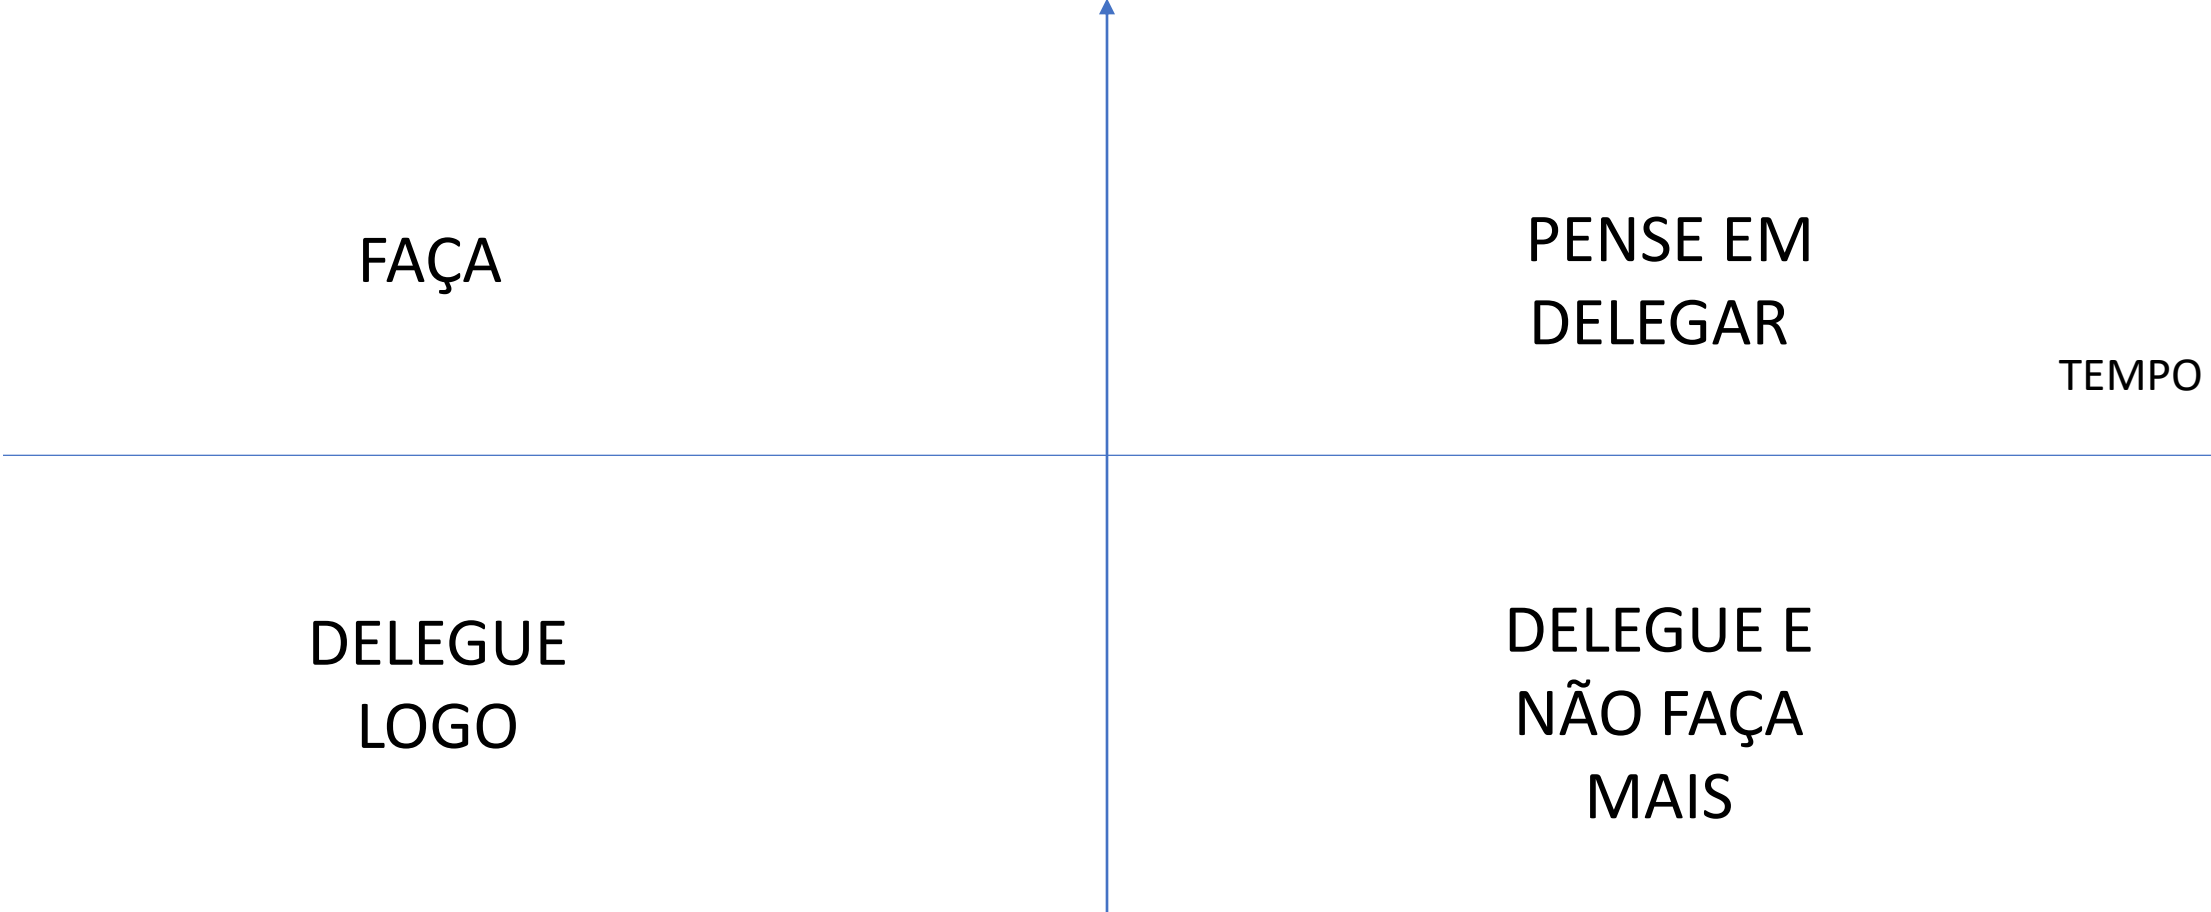 FAÇA
PENSE EM
DELEGAR
TEMPO
DELEGUE
LOGO
DELEGUE E
NÃO FAÇA
MAIS